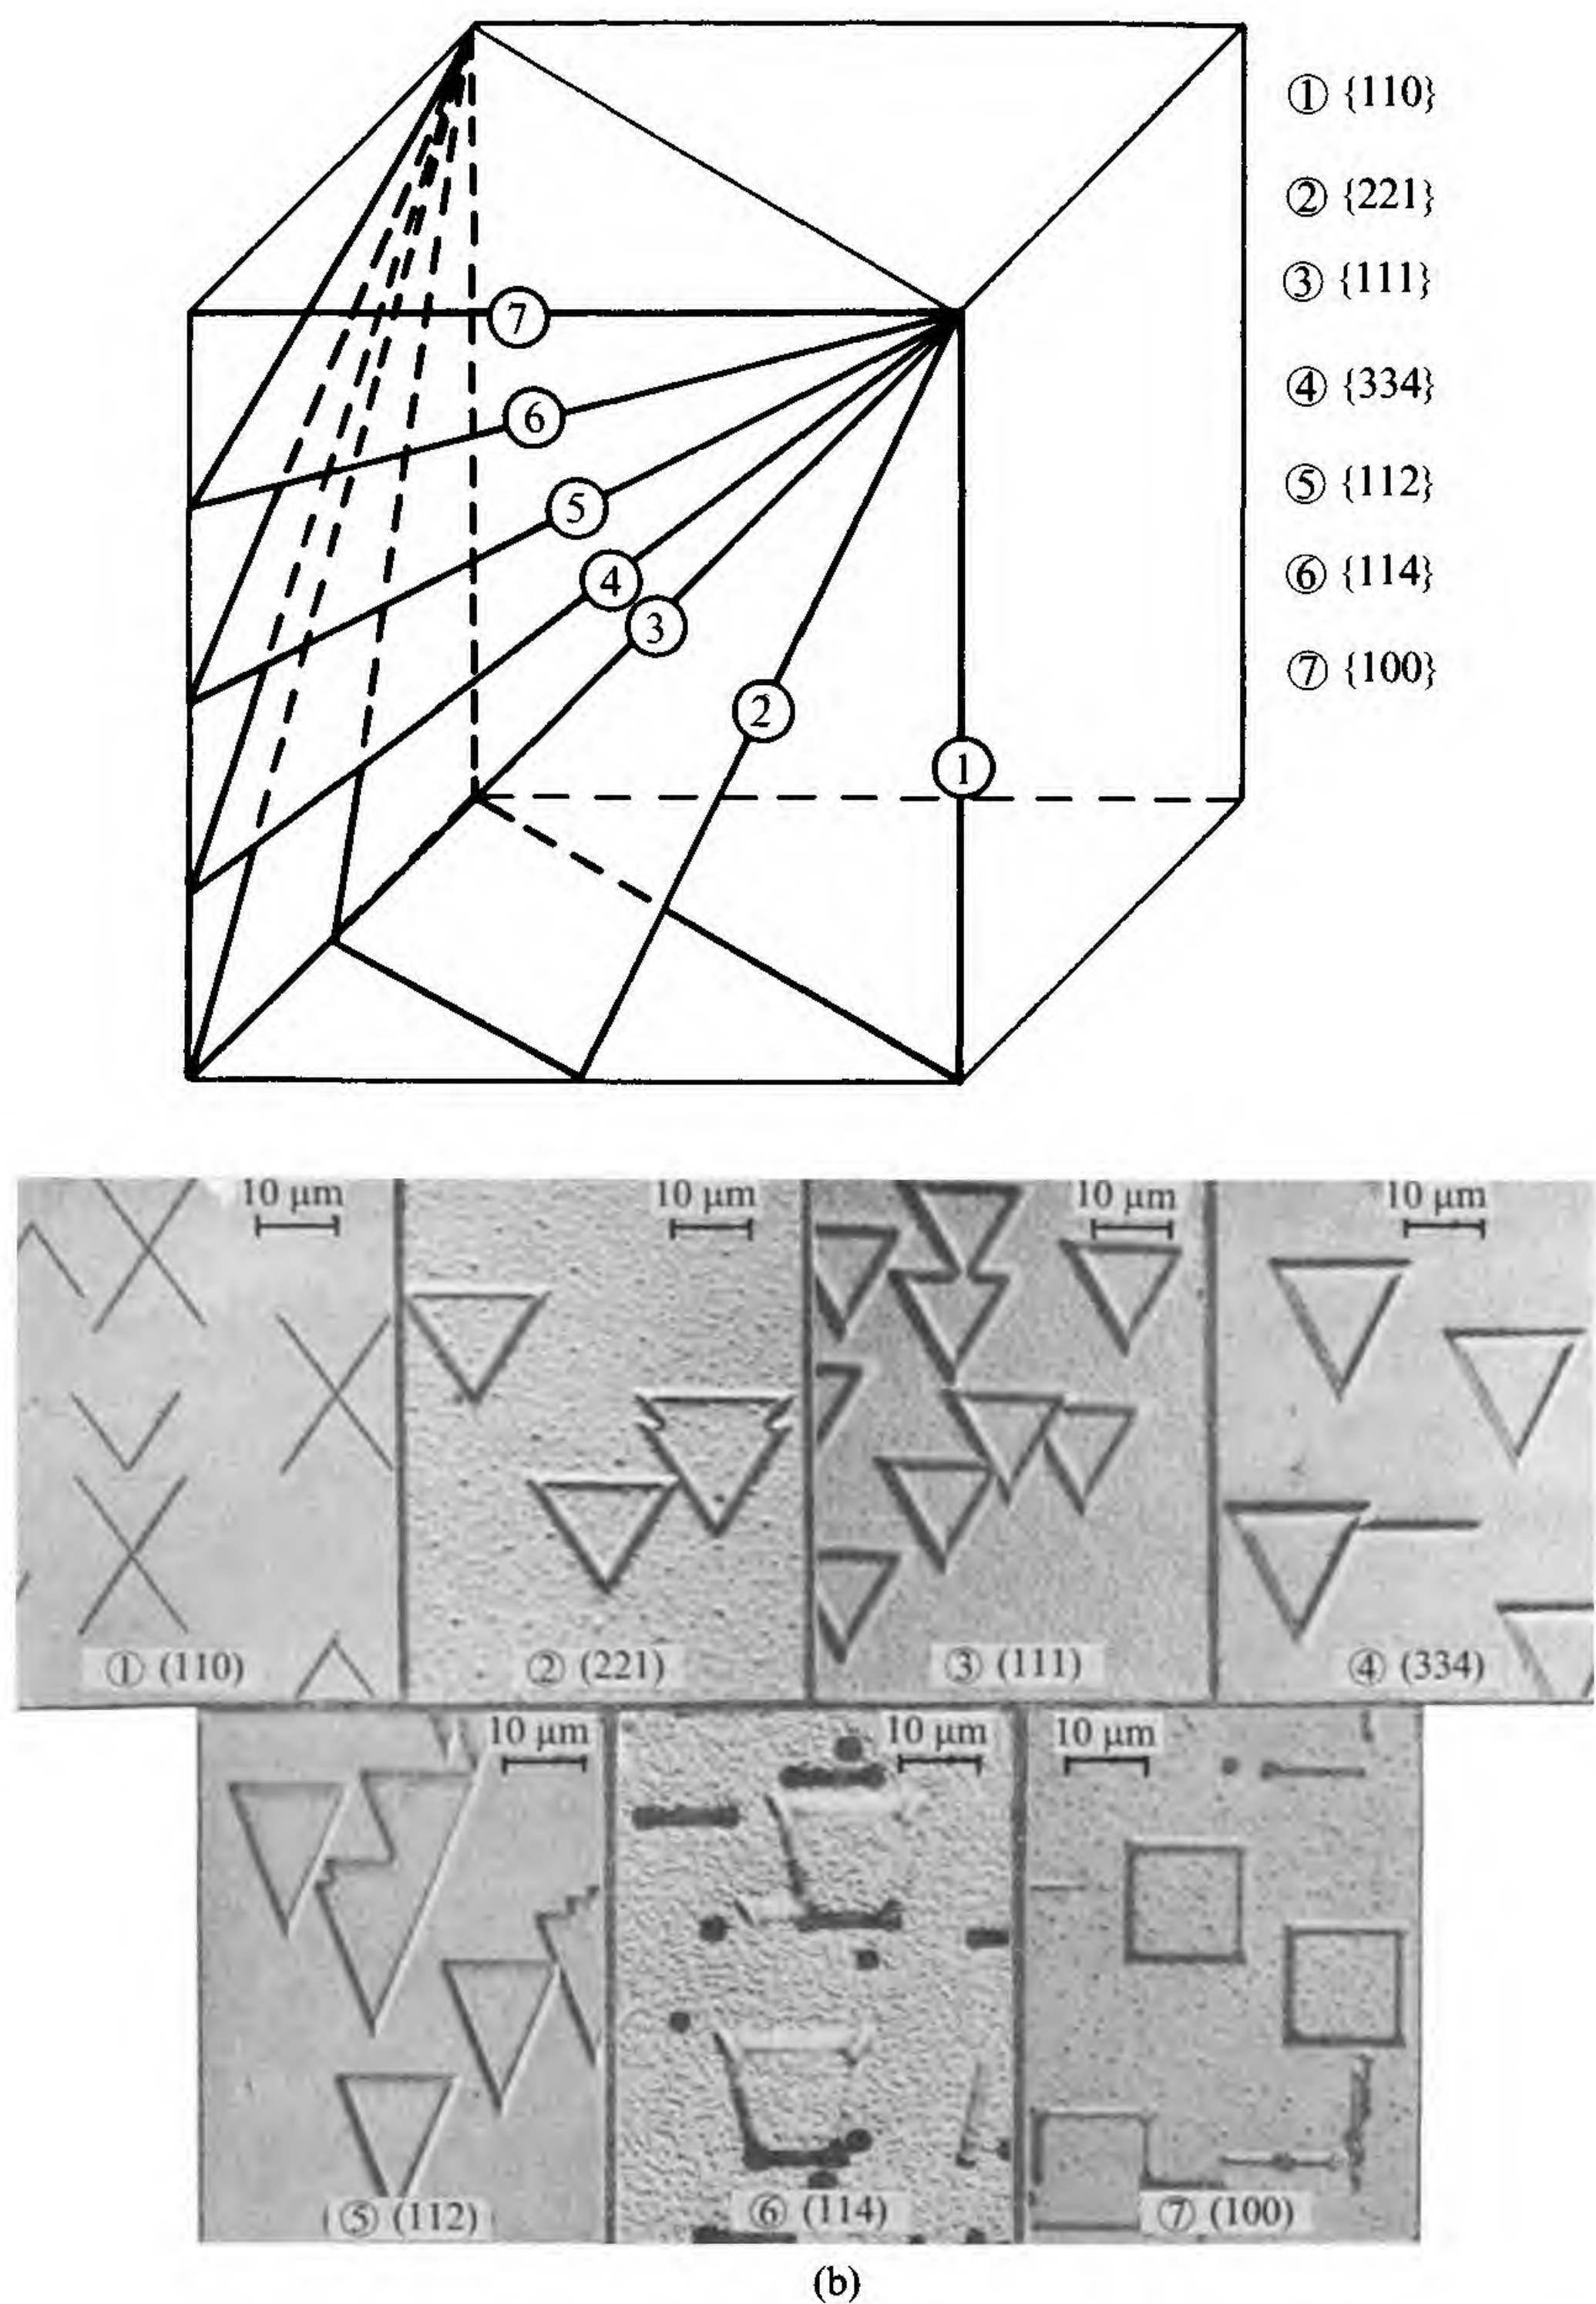 ① {110}
② {221}
③ {111}
④ {334}
⑤ {112}
⑥ {114}
⑦ {100}
⑦
⑥
⑤
④
③
②
①
10 μm 10 μm 10 μm 10 μm
① (110) ② (221) ③ (111) ④ (334)
10 μm 10 μm 10 μm
⑤ (112) ⑥ (114) ⑦ (100)
(b)